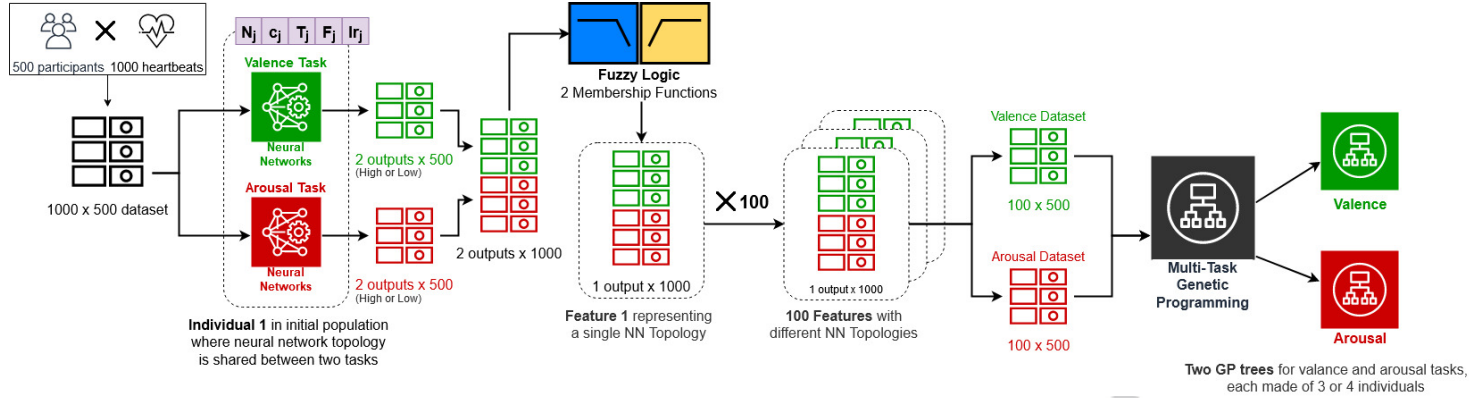 500 participants 1000 heartbeats
1000 x 500 dataset
Nj cj Tj Fj Irj
Valence Task
Neural
Networks
Arousal Task
Neural
Networks
Individual 1 in initial population
where neural network topology
is shared between two tasks
2 outputs x 500
(High or Low)
2 outputs x 500
(High or Low)
2 outputs x 1000
Fuzzy Logic
2 Membership Functions
1 output x 1000
Feature 1 representing
a single NN Topology
×100
1 output x 1000
100 Features with
different NN Topologies
Valence Dataset
100 x 500
Arousal Dataset
100 x 500
Multi-Task
Genetic
Programming
Valence
Arousal
Two GP trees for valance and arousal tasks,
each made of 3 or 4 individuals